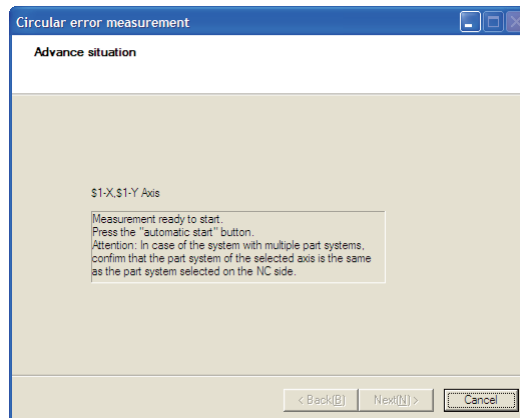 Circular error measurement
Advance situation
$1-X,$1-Y Axis
Measurement ready to start.
Press the "automatic start" button.
Attention: In case of the system with multiple part systems,
confirm that the part system of the selected axis is the same
as the part system selected on the NC side.
< Back(B)
Next(N) >
Cancel